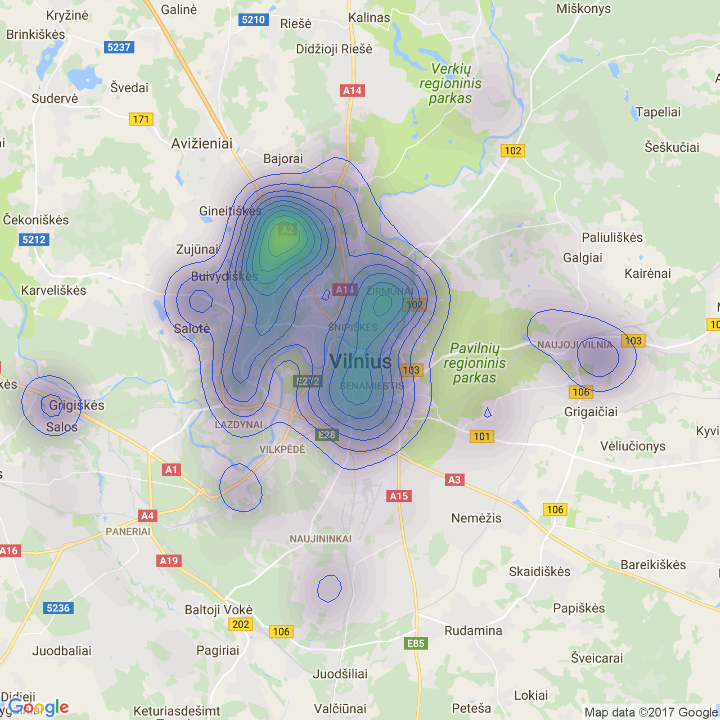 Kryžinė
Galinė
5210
Riešė
Kalinas
Miškonys
Brinkiškės
5237
Didžioji Riešė
Verkių
regioninis
parkas
Švedai
A14
Sudervė
Tapeliai
171
Avižieniai
Šeškučiai
Bajorai
102
Gineitiškės
Čekoniškės
A2
5212
Zujūnai
Paliuliškės
Galgiai
Buivydiškės
Kairėnai
Karveliškės
A14
ŽIRMŪNAI
102
Salotė
ŠNIPIŠKĖS
NAUJOJI VILNIA
103
Vilnius
Pavilnių
regioninis
parkas
103
E272
SENAMIESTIS
106
Grigiškės
Salos
Grigaičiai
LAZDYNAI
E28
101
Kyvi
VILKPĖDĖ
Vėliučionys
A1
A3
A15
A4
106
PANERIAI
Nemėžis
NAUJININKAI
A16
A19
Bareikiškės
Skaidiškės
5236
Baltoji Vokė
Papiškės
202
106
Rudamina
Juodbaliai
Pagiriai
E85
Šveicarai
Juodšiliai
Didieji
Lokiai
Google
Keturiasdešimt
Valčiūnai
Peteša
Map data ©2017 Google